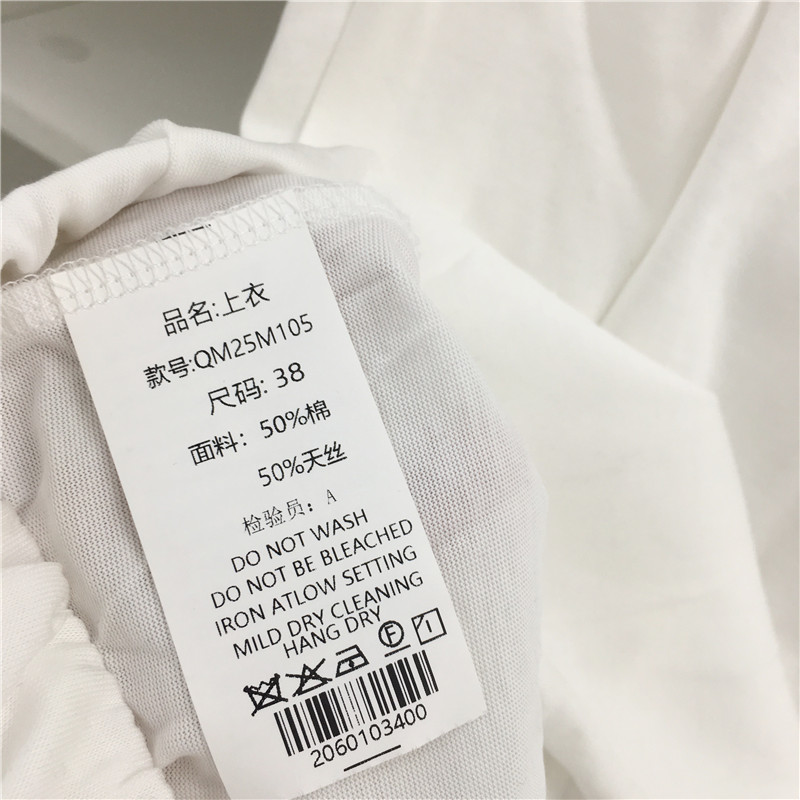 品名:上衣
款号:QM25M105
尺码: 38
面料: 50%棉
50%天丝
检验员: A
DO NOT WASH
DO NOT BE BLEACHED
IRON ATLOW SETTING
MILD DRY CLEANING
HANG DRY
F
2060103400